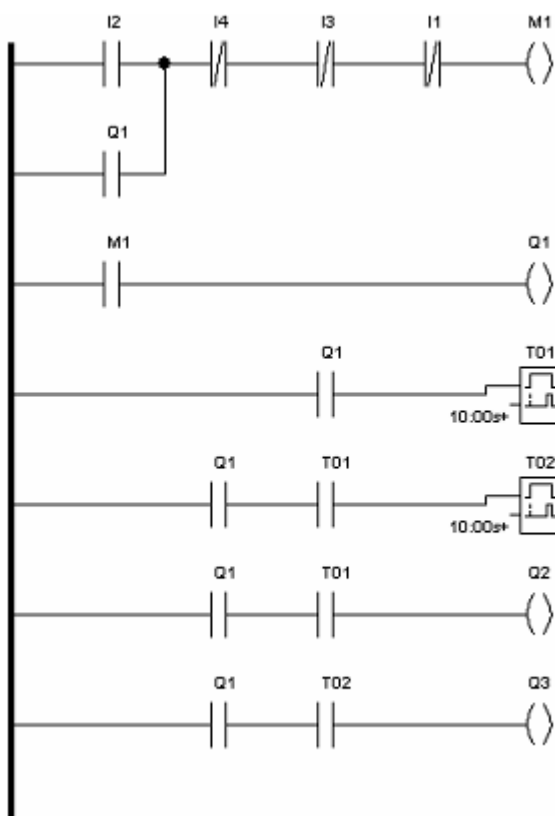 I2 I4 I3 I1 M1
Q1
M1 Q1
Q1 T01
10:00s+
Q1 T01 T02
10:00s+
Q1 T01 Q2
Q1 T02 Q3